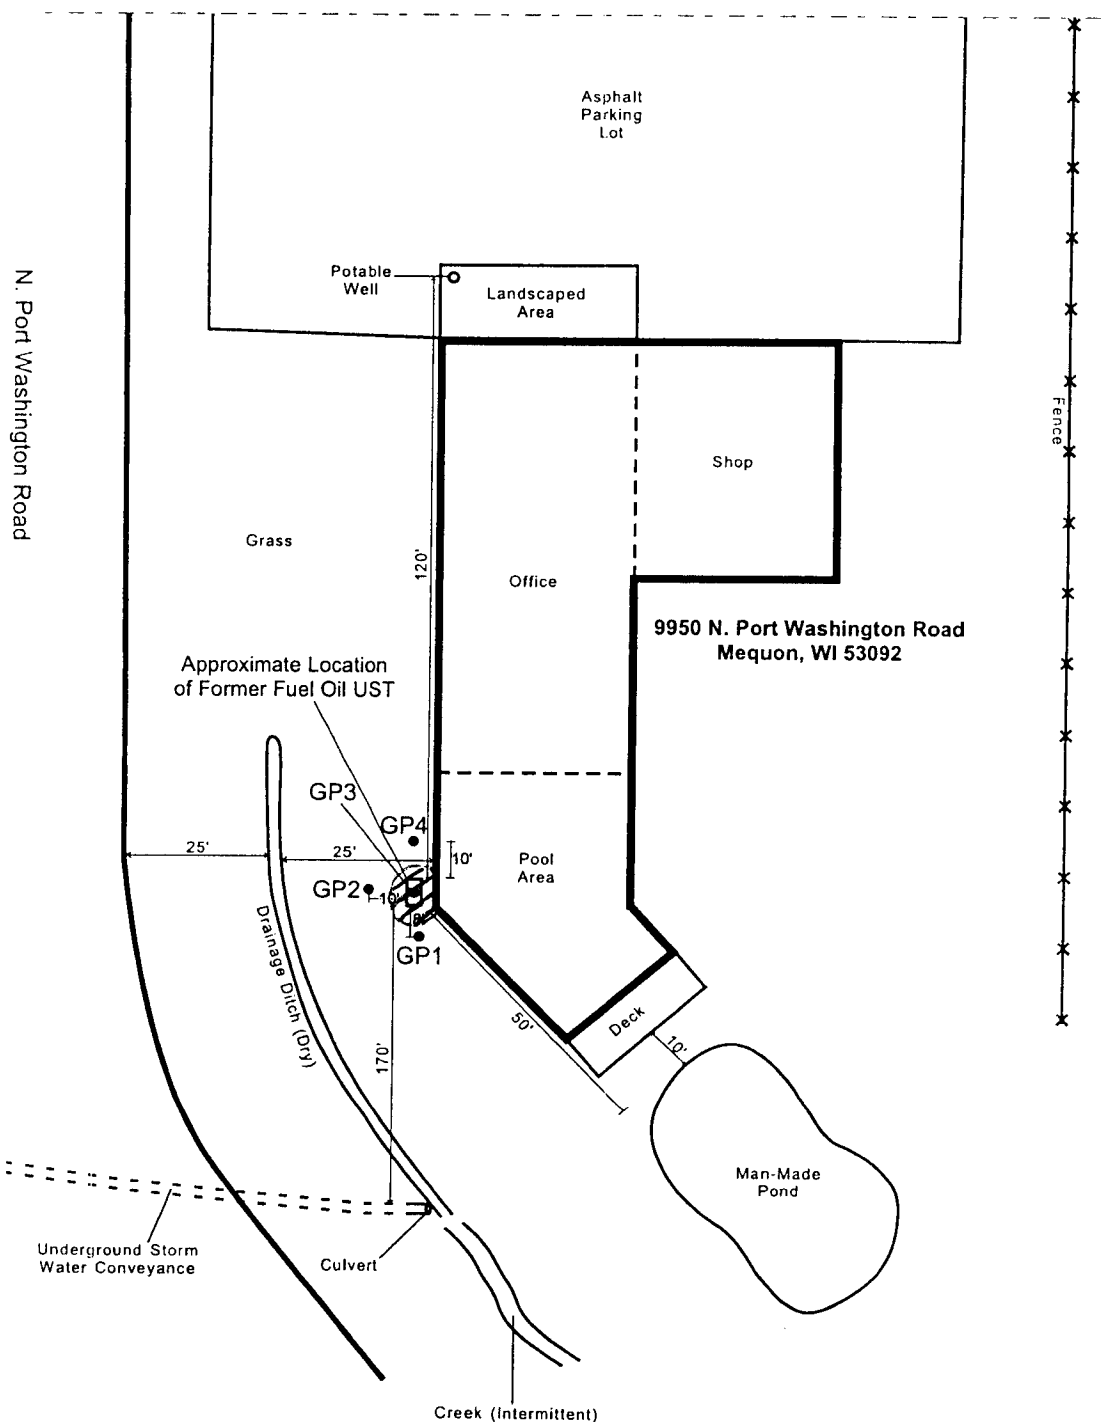 Asphalt
Parking
Lot
N. Port Washington Road
Potable
Well
Landscaped
Area
Fence
Shop
Grass
120'
Office
9950 N. Port Washington Road
Mequon, WI 53092
Approximate Location
of Former Fuel Oil UST
GP3
GP4
25'
25'
10'
Pool
Area
GP2
10'
8'
GP1
Drainage Ditch (Dry)
50'
Deck
10'
170'
Man-Made
Pond
Underground Storm
Water Conveyance
Culvert
Creek (Intermittent)